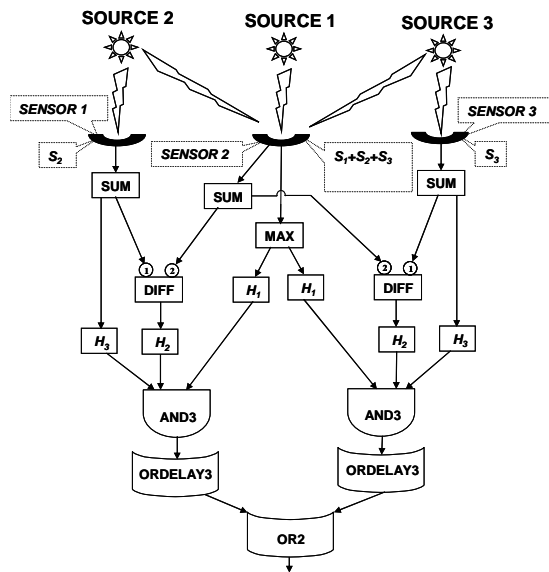 SOURCE 2 SOURCE 1 SOURCE 3
SENSOR 1 SENSOR 3
S2 SENSOR 2 S1+S2+S3 S3
SUM SUM SUM
MAX
1 2 2 1
DIFF H1 H1 DIFF
H3 H2 H2 H3
AND3 AND3
ORDELAY3 ORDELAY3
OR2